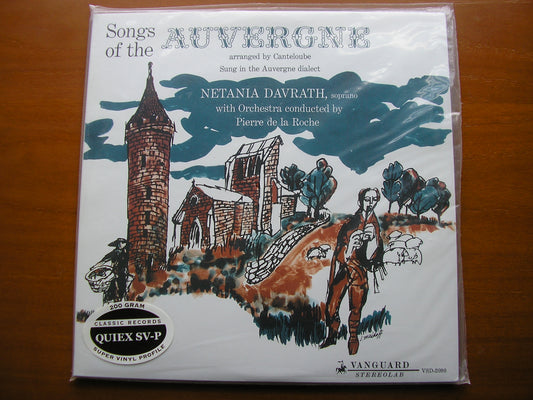 Songs
of the
AUVERGNE
arranged by Canteloube
Sung in the Auvergne dialect
NETANIA DAVRATH, soprano
with Orchestra conducted by
Pierre de la Roche
200 GRAM
CLASSIC RECORDS
QUIEX SV-P
SUPER VINYL PROFILE
VANGUARD
STEREOLAB